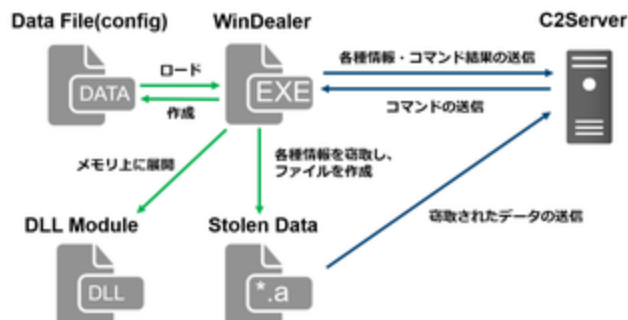 Data File(config)
WinDealer
C2Server
DATA
ロード
作成
EXE
各種情報・コマンド結果の送信
コマンドの送信
メモリ上に展開
各種情報を窃取し、
ファイルを作成
窃取されたデータの送信
DLL Module
Stolen Data
DLL
*.a